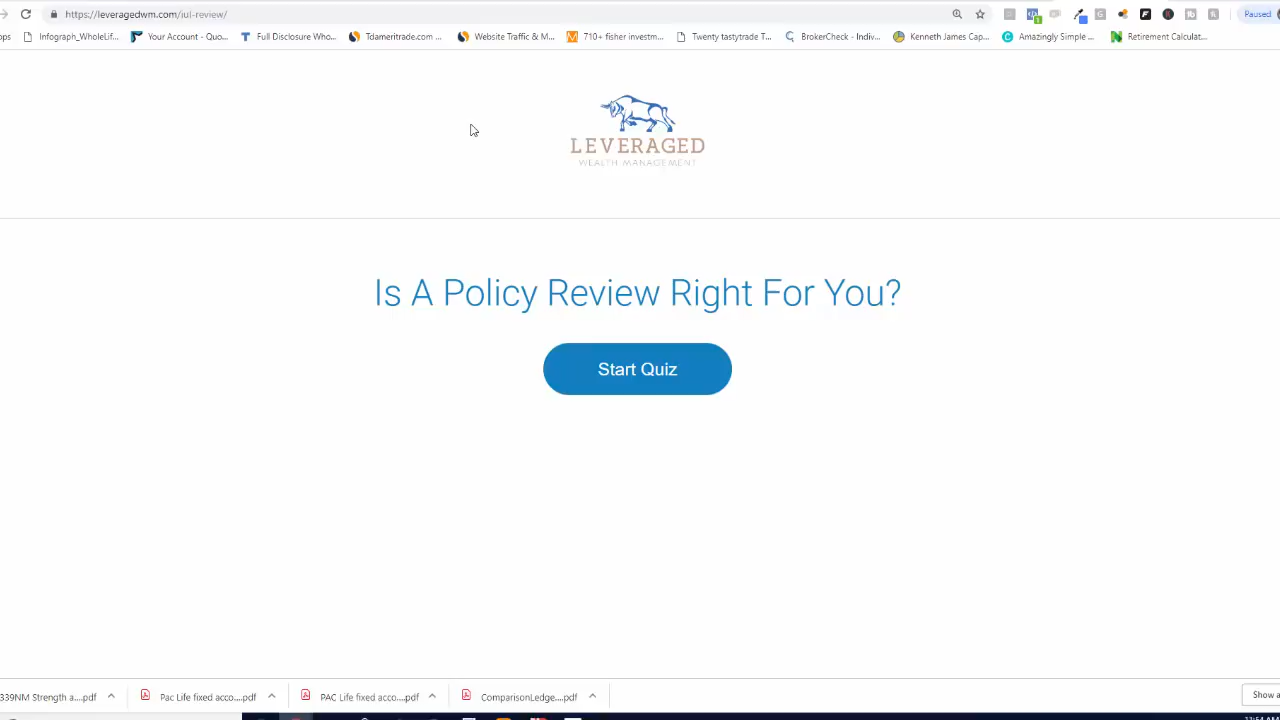 https://leveragedwm.com/iul-review/
Paused
ops
Infograph_WholeLif...
Your Account - Quo...
Full Disclosure Who...
Tdameritrade.com ...
Website Traffic & M...
710+ fisher investm...
Twenty tastytrade T...
BrokerCheck - Indiv...
Kenneth James Cap...
Amazingly Simple ...
Retirement Calculat...
LEVERAGED
WEALTH MANAGEMENT
Is A Policy Review Right For You?
Start Quiz
339NM Strength a....pdf
Pac Life fixed acco....pdf
PAC Life fixed acco....pdf
ComparisonLedge....pdf
Show a